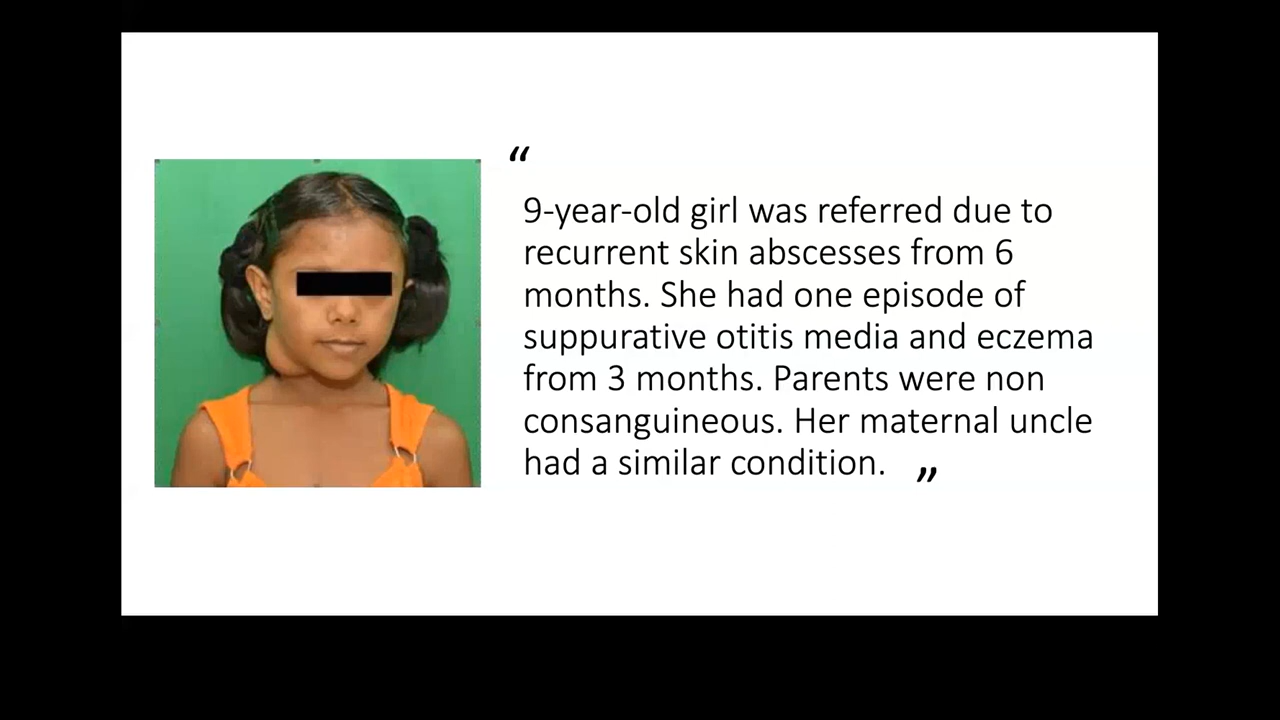 “
9-year-old girl was referred due to
recurrent skin abscesses from 6
months. She had one episode of
suppurative otitis media and eczema
from 3 months. Parents were non
consanguineous. Her maternal uncle
had a similar condition. ”